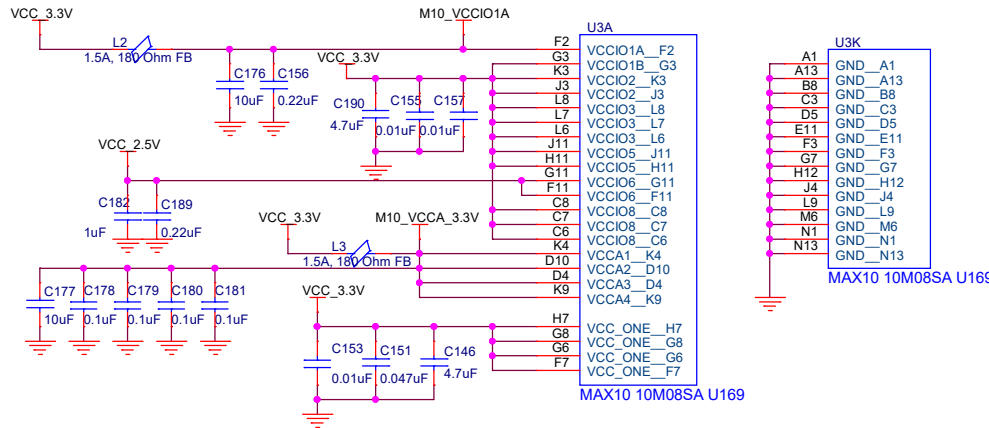 VCC_3.3V
M10_VCCIO1A
L2
1.5A, 180 Ohm FB
C176
10uF
C156
0.22uF
VCC_3.3V
C190
4.7uF
C155
0.01uF
C157
0.01uF
VCC_2.5V
C182
1uF
C189
0.22uF
VCC_3.3V
M10_VCCA_3.3V
L3
1.5A, 180 Ohm FB
C177
10uF
C178
0.1uF
C179
0.1uF
C180
0.1uF
C181
0.1uF
VCC_3.3V
C153
0.01uF
C151
0.047uF
C146
4.7uF
U3A
F2 VCCIO1A__F2
G3 VCCIO1B__G3
K3 VCCIO2__K3
J3 VCCIO2__J3
L8 VCCIO3__L8
L7 VCCIO3__L7
L6 VCCIO3__L6
J11 VCCIO5__J11
H11 VCCIO5__H11
G11 VCCIO6__G11
F11 VCCIO6__F11
C8 VCCIO8__C8
C7 VCCIO8__C7
C6 VCCIO8__C6
K4 VCCA1__K4
D10 VCCA2__D10
D4 VCCA3__D4
K9 VCCA4__K9
H7 VCC_ONE__H7
G8 VCC_ONE__G8
G6 VCC_ONE__G6
F7 VCC_ONE__F7
MAX10 10M08SA U169
U3K
A1 GND__A1
A13 GND__A13
B8 GND__B8
C3 GND__C3
D5 GND__D5
E11 GND__E11
F3 GND__F3
G7 GND__G7
H12 GND__H12
J4 GND__J4
L9 GND__L9
M6 GND__M6
N1 GND__N1
N13 GND__N13
MAX10 10M08SA U169